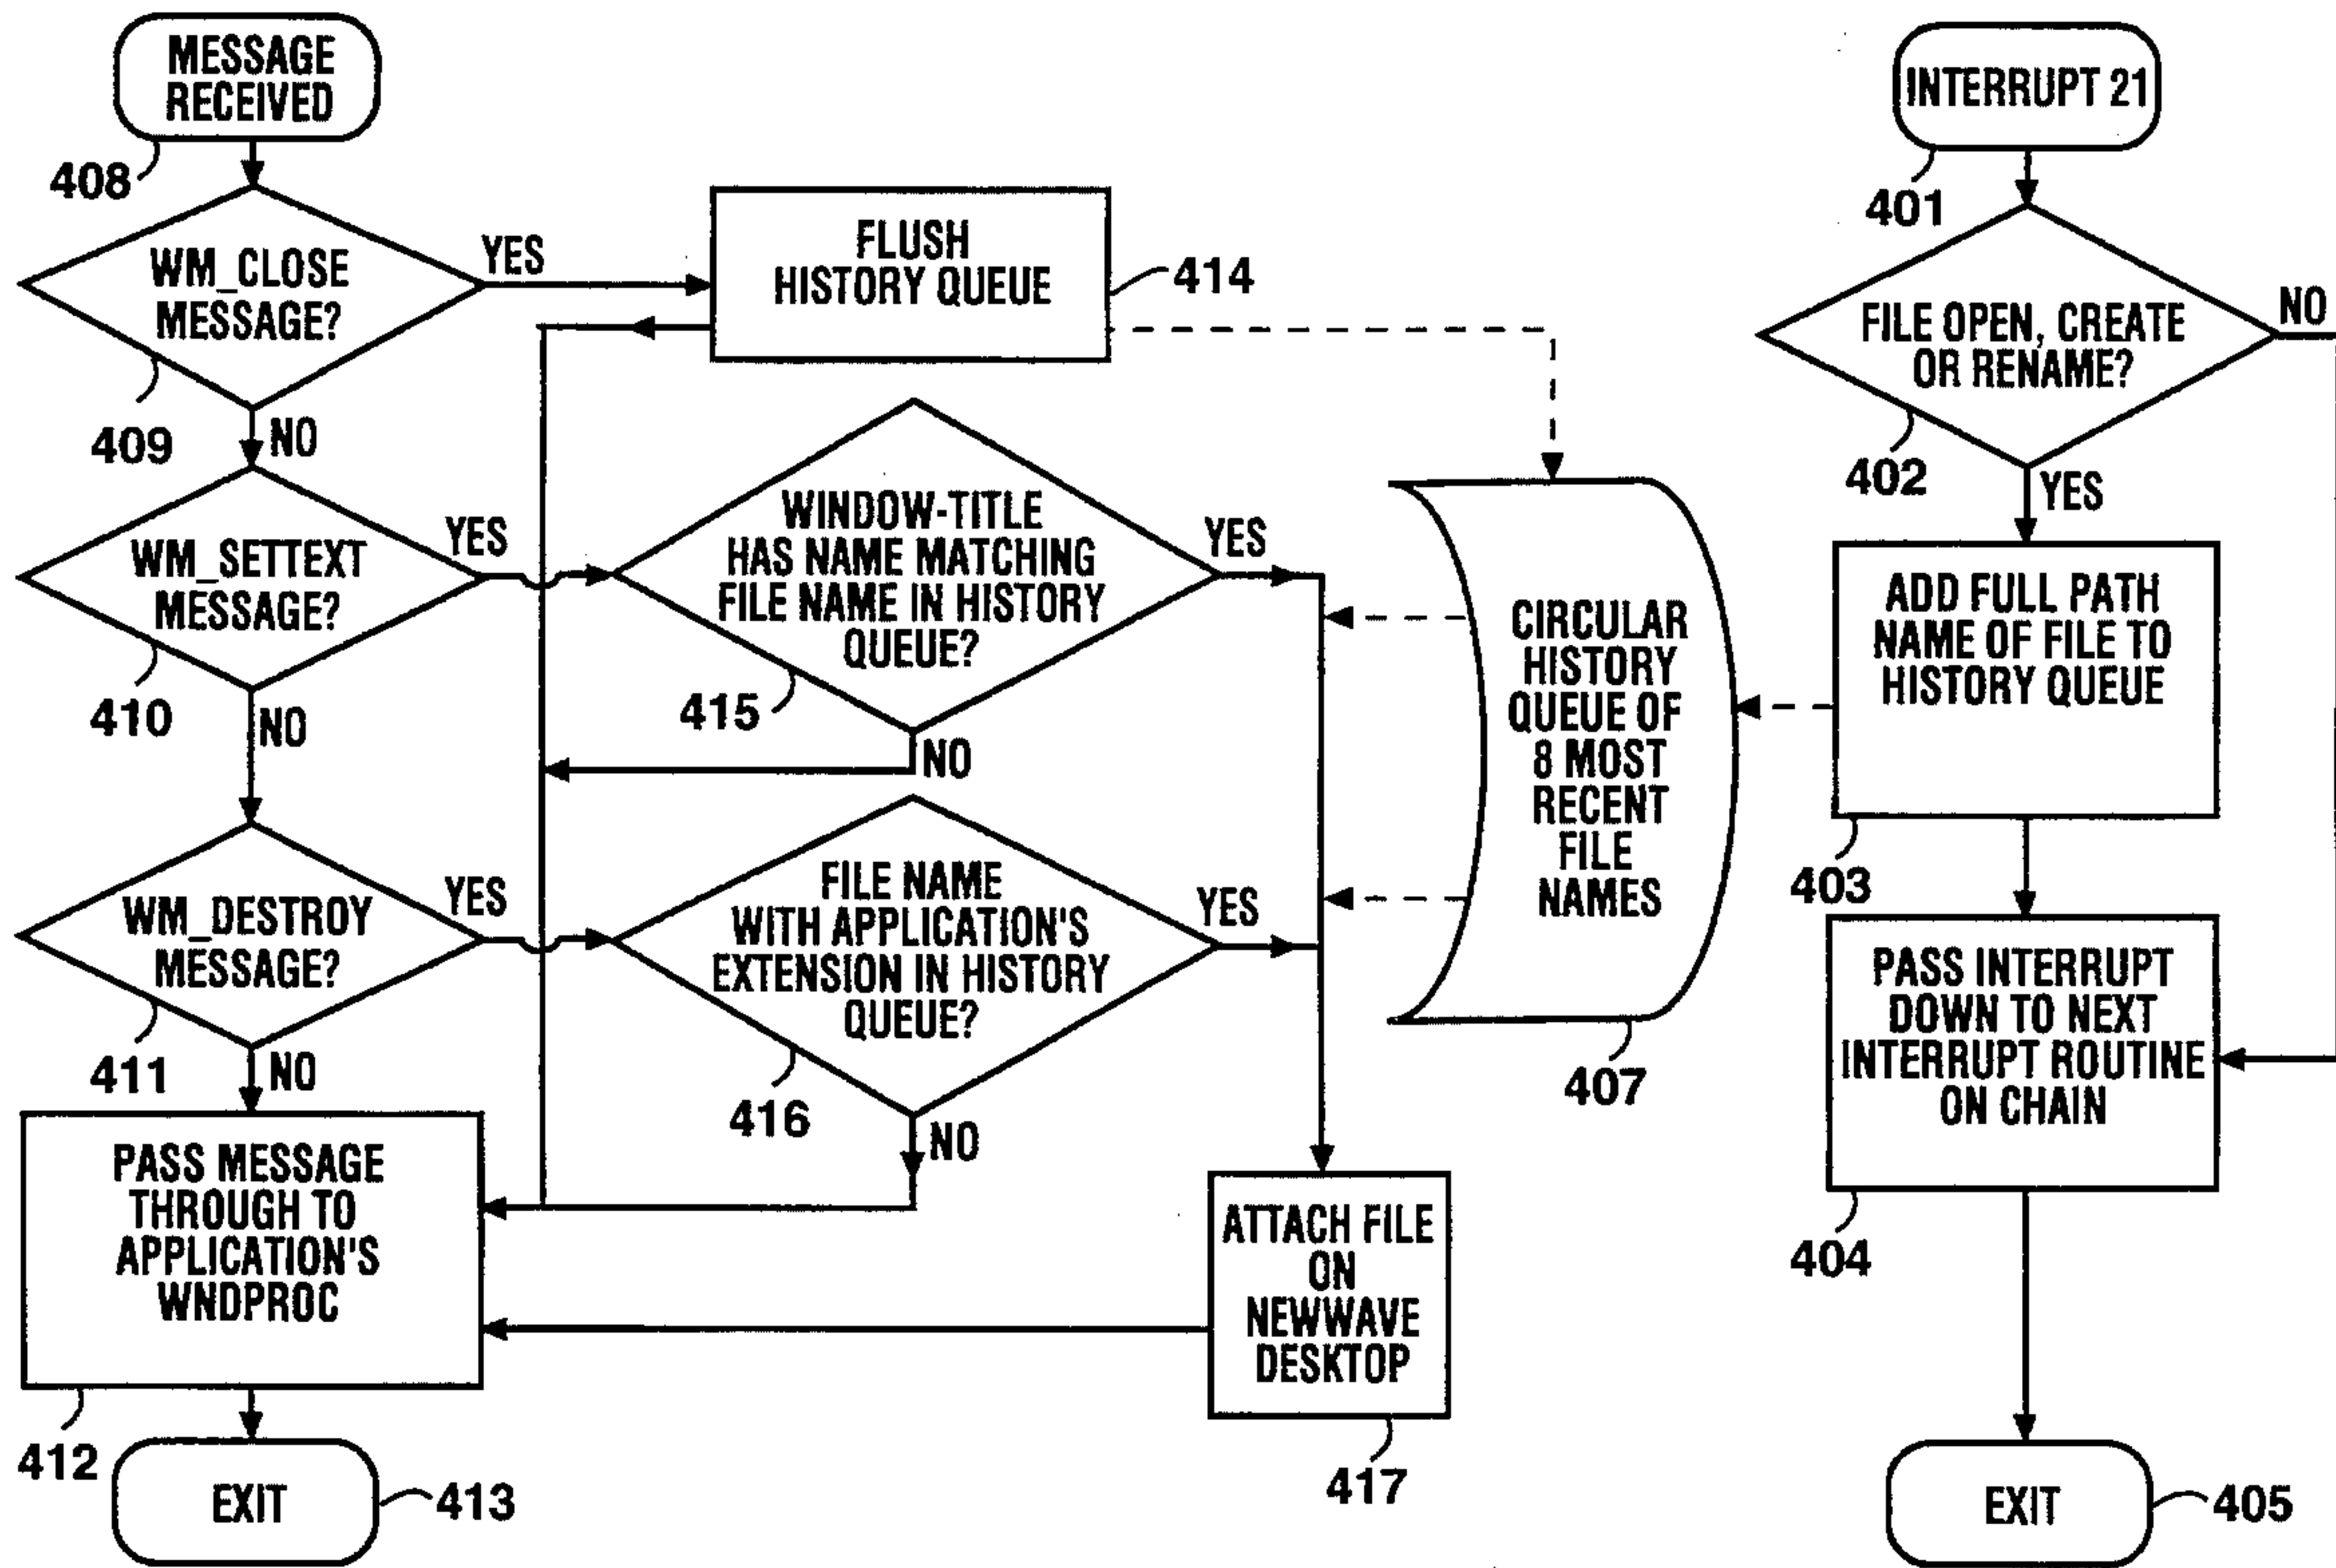 MESSAGE
RECEIVED
408
WM_CLOSE
MESSAGE?
YES
409
NO
FLUSH
HISTORY QUEUE
414
WM_SETTEXT
MESSAGE?
YES
410
NO
WINDOW-TITLE
HAS NAME MATCHING
FILE NAME IN HISTORY
QUEUE?
YES
415
NO
WM_DESTROY
MESSAGE?
YES
411
NO
FILE NAME
WITH APPLICATION'S
EXTENSION IN HISTORY
QUEUE?
YES
416
NO
PASS MESSAGE
THROUGH TO
APPLICATION'S
WNDPROC
412
EXIT
413
ATTACH FILE
ON
NEWWAVE
DESKTOP
417
CIRCULAR
HISTORY
QUEUE OF
8 MOST
RECENT
FILE
NAMES
407
INTERRUPT 21
401
FILE OPEN, CREATE
OR RENAME?
NO
402
YES
ADD FULL PATH
NAME OF FILE TO
HISTORY QUEUE
403
PASS INTERRUPT
DOWN TO NEXT
INTERRUPT ROUTINE
ON CHAIN
404
EXIT
405